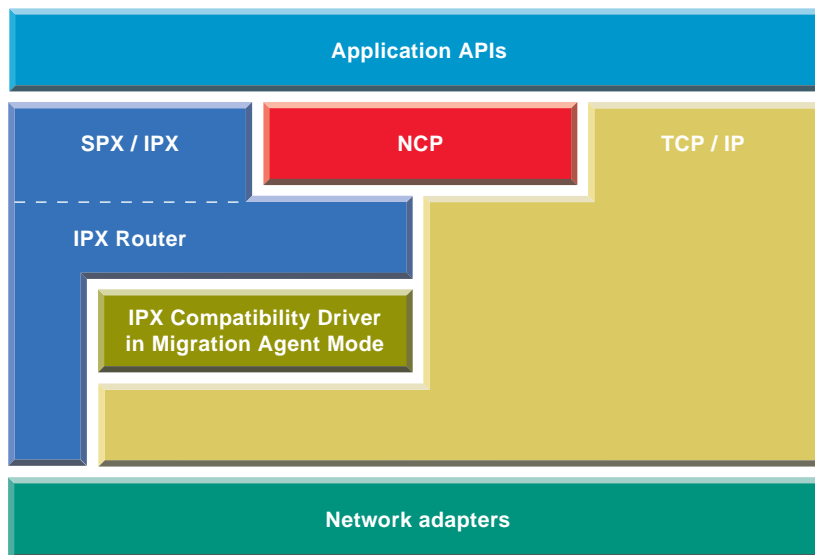 Application APIs
SPX / IPX
NCP
TCP / IP
IPX Router
IPX Compatibility Driver
in Migration Agent Mode
Network adapters